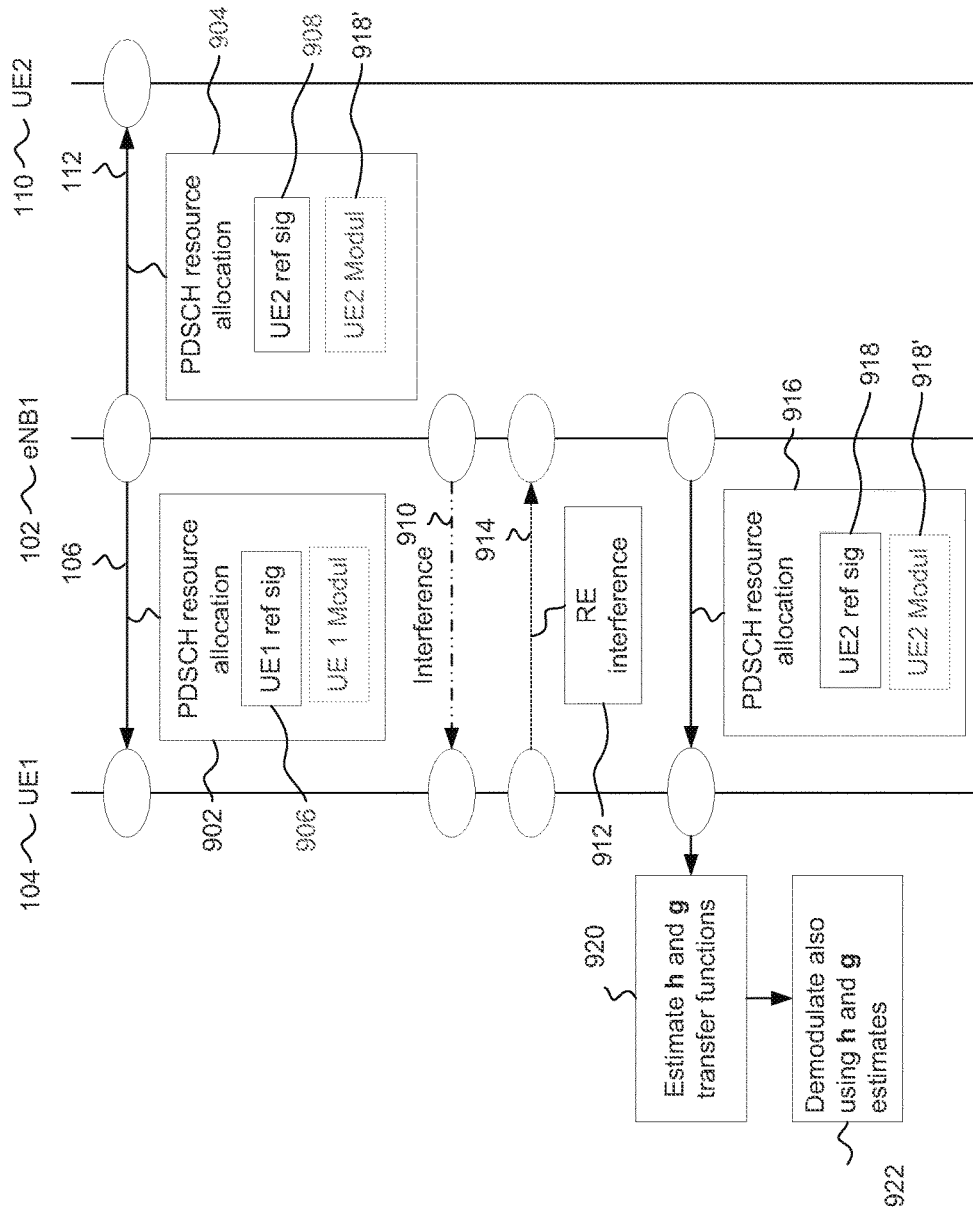 104 UE1
102 eNB1
110 UE2
106
112
PDSCH resource
allocation
UE1 ref sig
UE 1 Modul
902
906
PDSCH resource
allocation
UE2 ref sig
UE2 Modul
904
908
918'
Interference
910
914
RE
interference
912
PDSCH resource
allocation
UE2 ref sig
UE2 Modul
916
918
918'
920
Estimate h and g
transfer functions
Demodulate also
using h and g
estimates
922